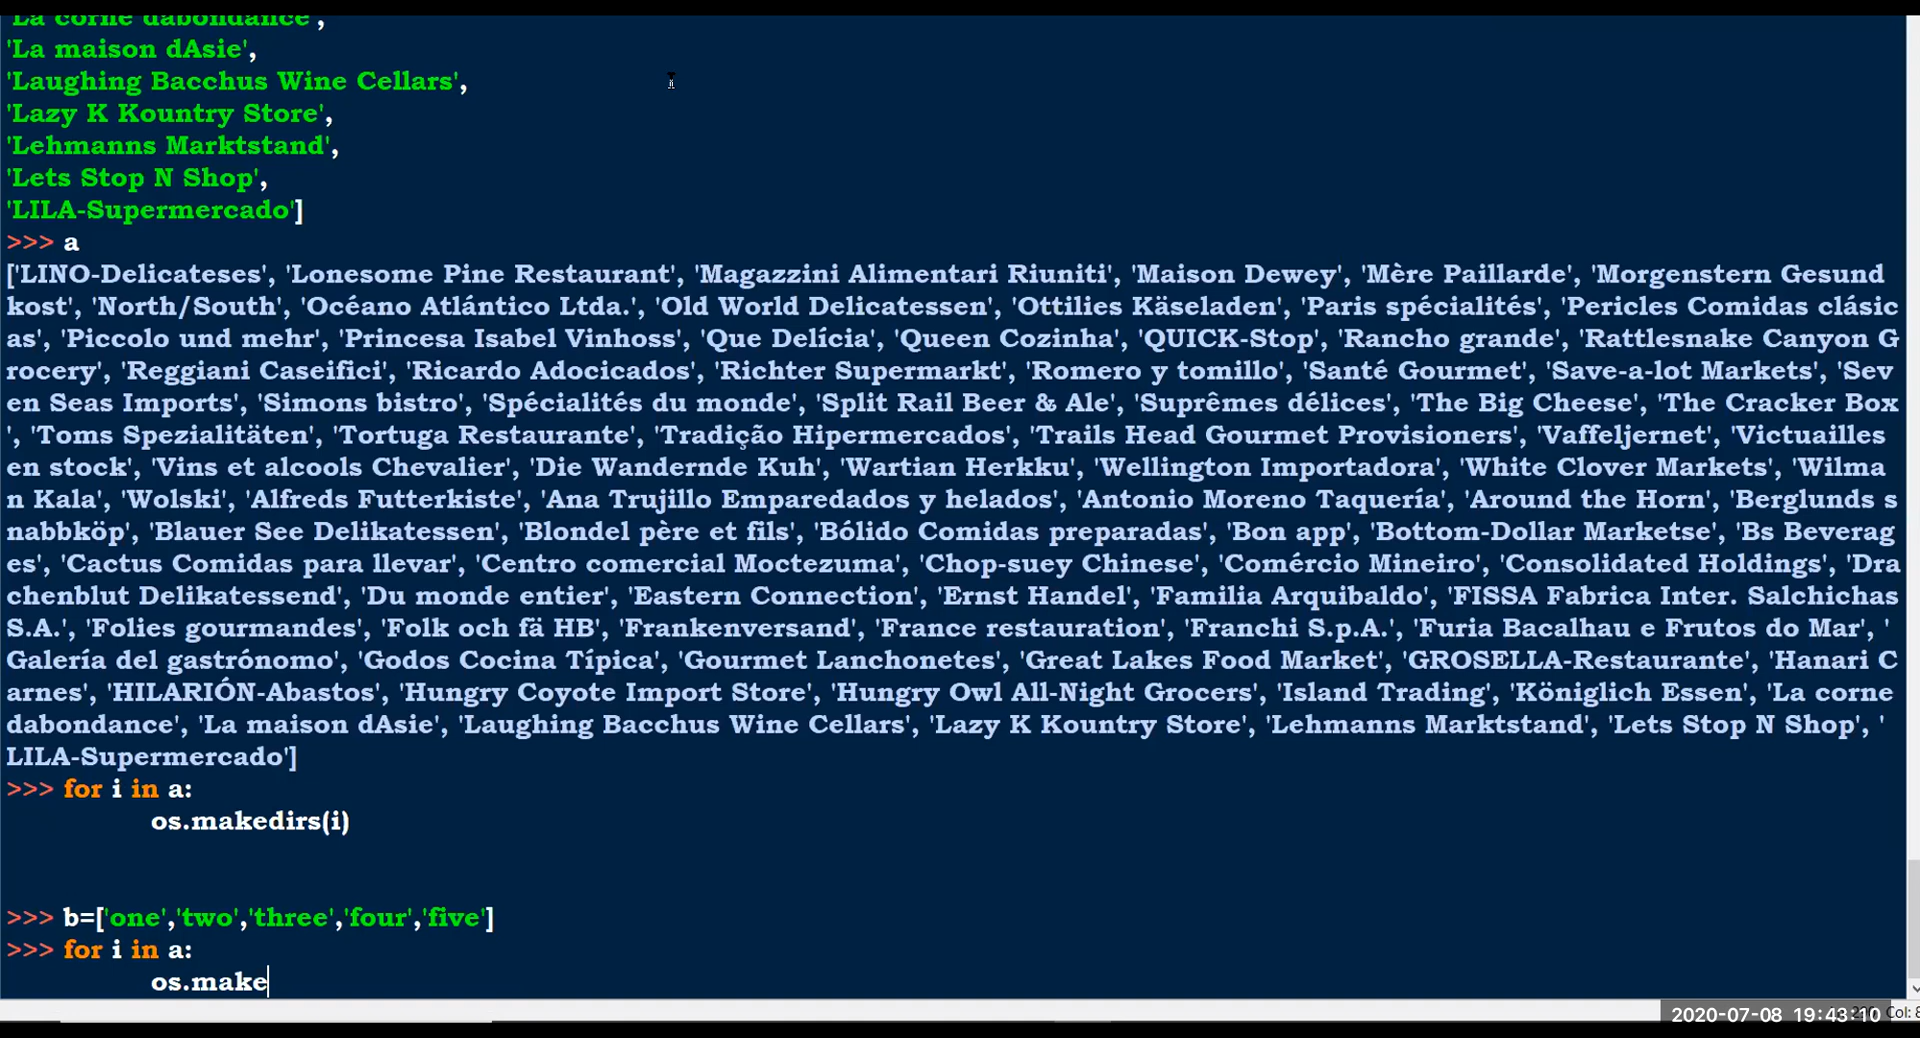 'La corne dabondance',
'La maison dAsie',
'Laughing Bacchus Wine Cellars',
'Lazy K Kountry Store',
'Lehmanns Marktstand',
'Lets Stop N Shop',
'LILA-Supermercado']
>>> a
['LINO-Delicateses', 'Lonesome Pine Restaurant', 'Magazzini Alimentari Riuniti', 'Maison Dewey', 'Mère Paillarde', 'Morgenstern Gesund
kost', 'North/South', 'Océano Atlántico Ltda.', 'Old World Delicatessen', 'Ottilies Käseladen', 'Paris spécialités', 'Pericles Comidas clásic
as', 'Piccolo und mehr', 'Princesa Isabel Vinhoss', 'Que Delícia', 'Queen Cozinha', 'QUICK-Stop', 'Rancho grande', 'Rattlesnake Canyon G
rocery', 'Reggiani Caseifici', 'Ricardo Adocicados', 'Richter Supermarkt', 'Romero y tomillo', 'Santé Gourmet', 'Save-a-lot Markets', 'Sev
en Seas Imports', 'Simons bistro', 'Spécialités du monde', 'Split Rail Beer & Ale', 'Suprêmes délices', 'The Big Cheese', 'The Cracker Box
', 'Toms Spezialitäten', 'Tortuga Restaurante', 'Tradição Hipermercados', 'Trails Head Gourmet Provisioners', 'Vaffeljernet', 'Victuailles
en stock', 'Vins et alcools Chevalier', 'Die Wandernde Kuh', 'Wartian Herkku', 'Wellington Importadora', 'White Clover Markets', 'Wilma
n Kala', 'Wolski', 'Alfreds Futterkiste', 'Ana Trujillo Emparedados y helados', 'Antonio Moreno Taquería', 'Around the Horn', 'Berglunds s
nabbköp', 'Blauer See Delikatessen', 'Blondel père et fils', 'Bólido Comidas preparadas', 'Bon app', 'Bottom-Dollar Marketse', 'Bs Beverag
es', 'Cactus Comidas para llevar', 'Centro comercial Moctezuma', 'Chop-suey Chinese', 'Comércio Mineiro', 'Consolidated Holdings', 'Dra
chenblut Delikatessend', 'Du monde entier', 'Eastern Connection', 'Ernst Handel', 'Familia Arquibaldo', 'FISSA Fabrica Inter. Salchichas
S.A.', 'Folies gourmandes', 'Folk och fä HB', 'Frankenversand', 'France restauration', 'Franchi S.p.A.', 'Furia Bacalhau e Frutos do Mar', '
Galería del gastrónomo', 'Godos Cocina Típica', 'Gourmet Lanchonetes', 'Great Lakes Food Market', 'GROSELLA-Restaurante', 'Hanari C
arnes', 'HILARIÓN-Abastos', 'Hungry Coyote Import Store', 'Hungry Owl All-Night Grocers', 'Island Trading', 'Königlich Essen', 'La corne
dabondance', 'La maison dAsie', 'Laughing Bacchus Wine Cellars', 'Lazy K Kountry Store', 'Lehmanns Marktstand', 'Lets Stop N Shop', '
LILA-Supermercado']
>>> for i in a:
os.makedirs(i)
>>> b=['one','two','three','four','five']
>>> for i in a:
os.make
2020-07-08 19:43:10 Col: 8